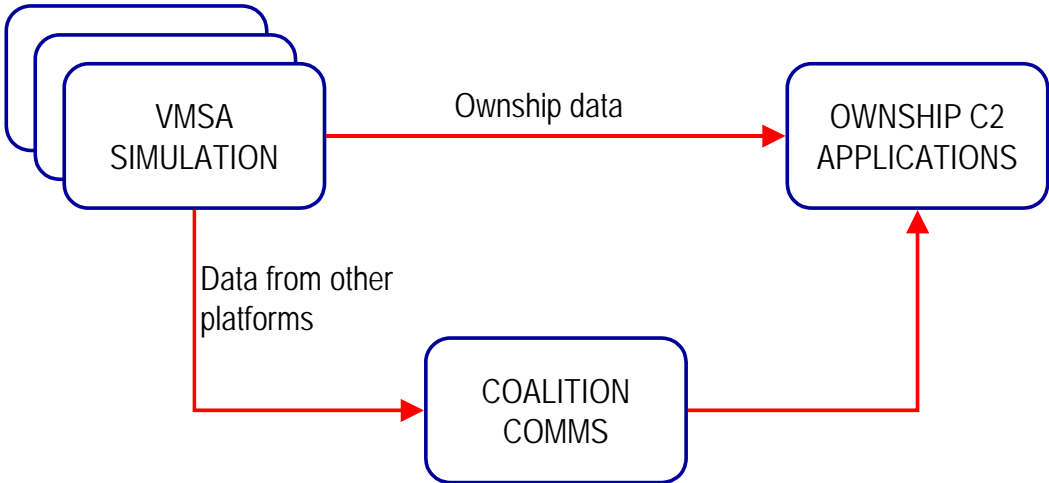 VMSA
SIMULATION
Ownship data
OWNSHIP C2
APPLICATIONS
Data from other
platforms
COALITION
COMMS